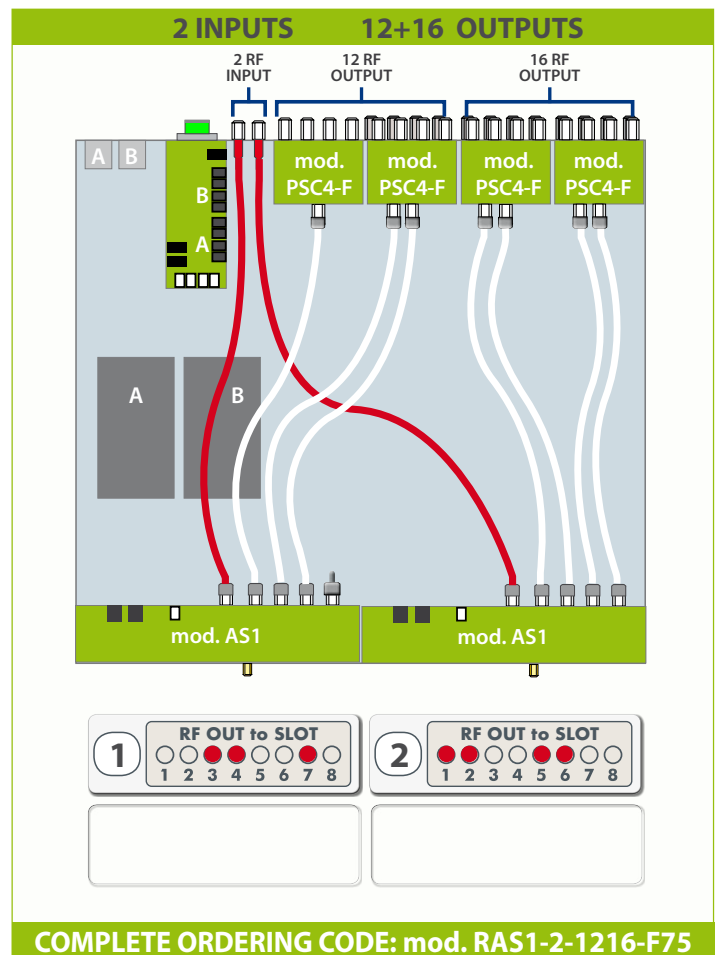 2 INPUTS 12+16 OUTPUTS
2 RF
INPUT
12 RF
OUTPUT
16 RF
OUTPUT
A B
B
A
mod.
PSC4-F
mod.
PSC4-F
mod.
PSC4-F
mod.
PSC4-F
A
B
mod. AS1
mod. AS1
1
RF OUT to SLOT
1 2 3 4 5 6 7 8
2
RF OUT to SLOT
1 2 3 4 5 6 7 8
COMPLETE ORDERING CODE: mod. RAS1-2-1216-F75